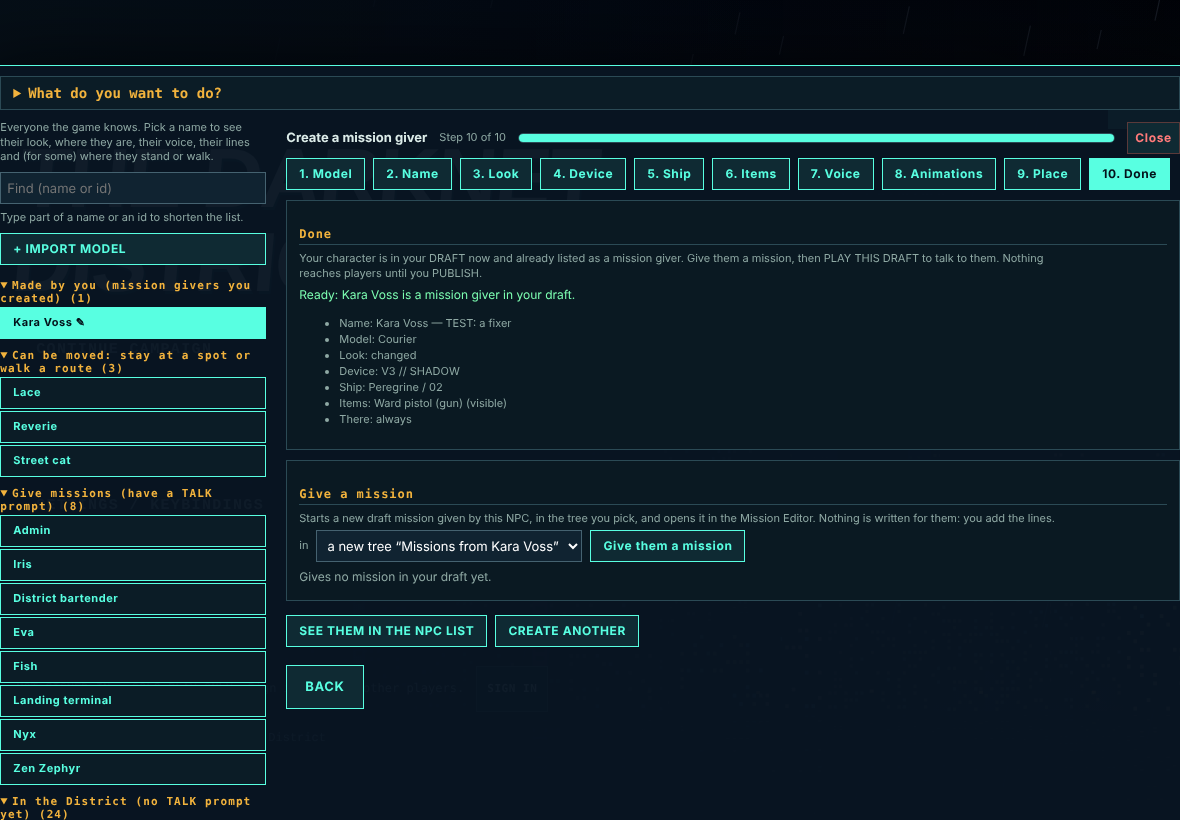 ▶ What do you want to do?
Everyone the game knows. Pick a name to see
their look, where they are, their voice, their lines
and (for some) where they stand or walk.
Find (name or id)
Type part of a name or an id to shorten the list.
+ IMPORT MODEL
▼ Made by you (mission givers you
created) (1)
Kara Voss ✎
▼ Can be moved: stay at a spot or
walk a route (3)
Lace
Reverie
Street cat
▼ Give missions (have a TALK
prompt) (8)
Admin
Iris
District bartender
Eva
Fish
Landing terminal
Nyx
Zen Zephyr
▼ In the District (no TALK prompt
yet) (24)
Create a mission giver Step 10 of 10 Close
1. Model 2. Name 3. Look 4. Device 5. Ship 6. Items 7. Voice 8. Animations 9. Place 10. Done
Done
Your character is in your DRAFT now and already listed as a mission giver. Give them a mission, then PLAY THIS DRAFT to talk to them. Nothing
reaches players until you PUBLISH.
Ready: Kara Voss is a mission giver in your draft.
• Name: Kara Voss — TEST: a fixer
• Model: Courier
• Look: changed
• Device: V3 // SHADOW
• Ship: Peregrine / 02
• Items: Ward pistol (gun) (visible)
• There: always
Give a mission
Starts a new draft mission given by this NPC, in the tree you pick, and opens it in the Mission Editor. Nothing is written for them: you add the lines.
in a new tree “Missions from Kara Voss” Give them a mission
Gives no mission in your draft yet.
SEE THEM IN THE NPC LIST CREATE ANOTHER
BACK
SIGN IN